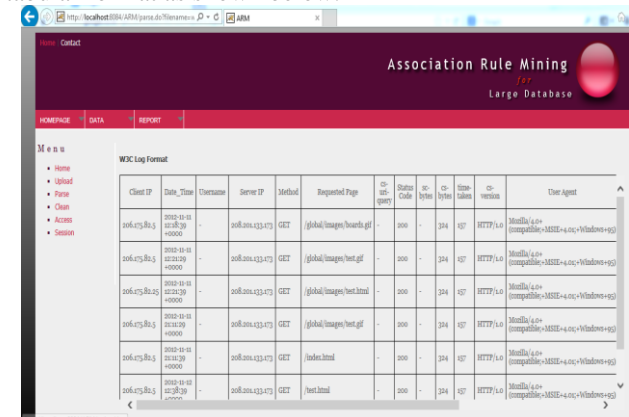 http://localhost:8084/ARM/parse.do?filename=
ARM
Home Contact
Association Rule Mining
for
Large Database
HOMEPAGE DATA REPORT
Menu
Home
Upload
Parse
Clean
Access
Session
W3C Log Format
Client IP Date_Time Username Server IP Method Requested Page cs-uri-query Status Code sc-bytes cs-bytes time-taken cs-version User Agent
206.175.82.5 2012-11-11 12:18:39 +0000 - 208.201.133.173 GET /global/images/boards.gif - 200 - 324 157 HTTP/1.0 Mozilla/4.0+(compatible;+MSIE+4.01;+Windows+95)
206.175.82.5 2012-11-11 12:21:29 +0000 - 208.201.133.173 GET /global/images/test.gif - 200 - 324 157 HTTP/1.0 Mozilla/4.0+(compatible;+MSIE+4.01;+Windows+95)
206.175.82.25 2012-11-11 12:21:39 +0000 - 208.201.133.173 GET /global/images/test.html - 200 - 324 157 HTTP/1.0 Mozilla/4.0+(compatible;+MSIE+4.01;+Windows+95)
206.175.82.5 2012-11-11 21:11:29 +0000 - 208.201.133.173 GET /global/images/test.gif - 200 - 324 157 HTTP/1.0 Mozilla/4.0+(compatible;+MSIE+4.01;+Windows+95)
206.175.82.5 2012-11-11 21:11:39 +0000 - 208.201.133.173 GET /index.html - 200 - 324 157 HTTP/1.0 Mozilla/4.0+(compatible;+MSIE+4.01;+Windows+95)
206.175.82.5 2012-11-12 12:38:39 +0000 - 208.201.133.173 GET /test.html - 200 - 324 157 HTTP/1.0 Mozilla/4.0+(compatible;+MSIE+4.01;+Windows+95)